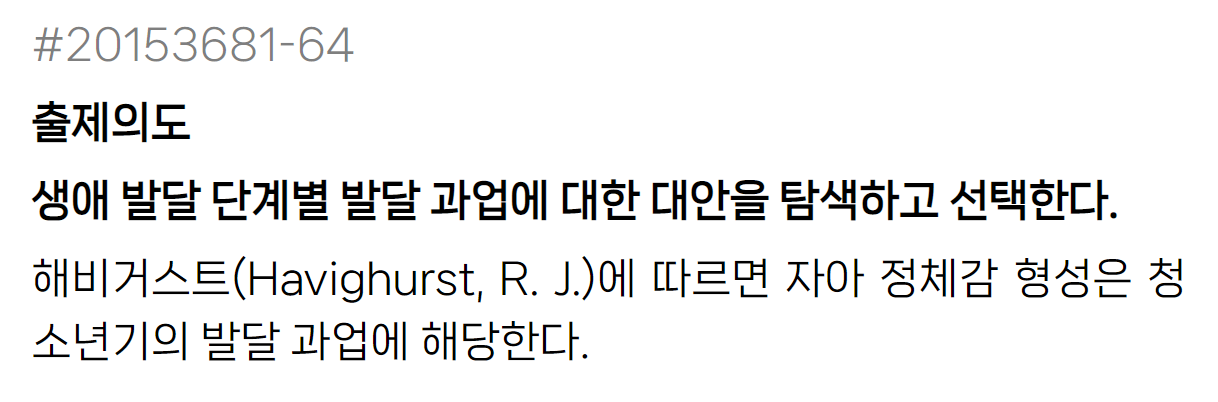 #20153681-64
출제의도
생애 발달 단계별 발달 과업에 대한 대안을 탐색하고 선택한다.
해비거스트(Havighurst, R. J.)에 따르면 자아 정체감 형성은 청
소년기의 발달 과업에 해당한다.